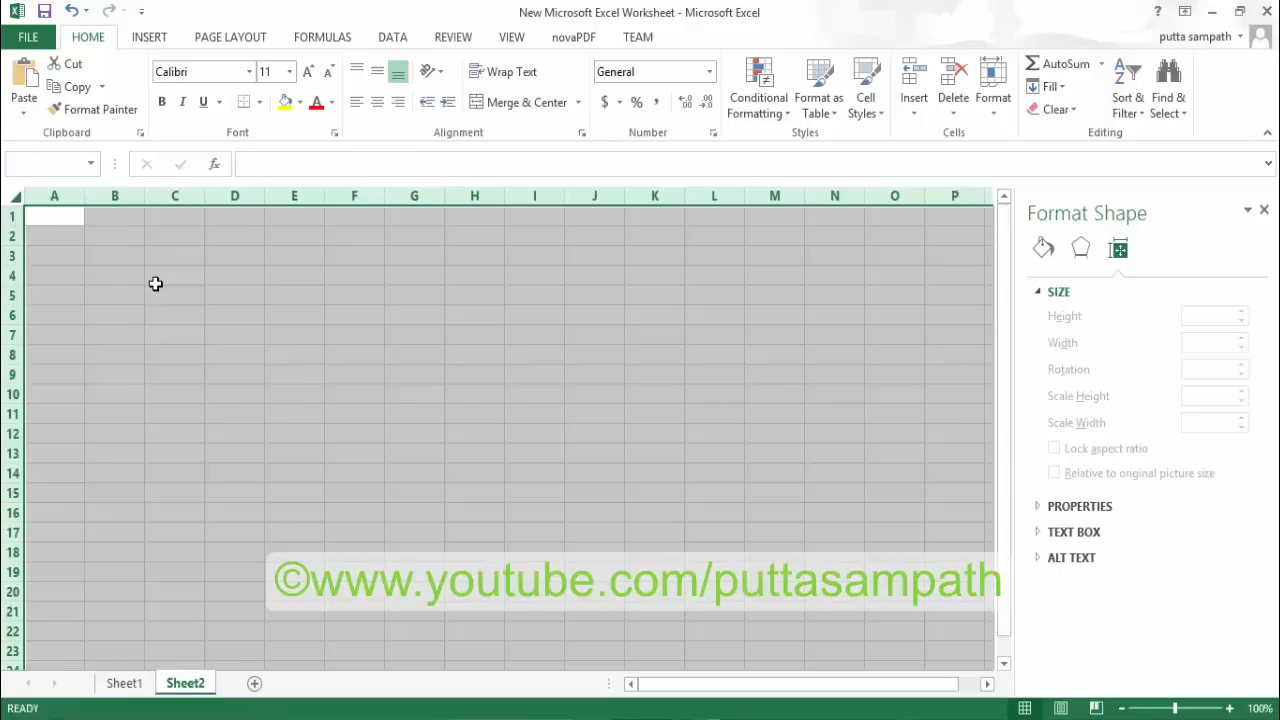 New Microsoft Excel Worksheet - Microsoft Excel
?
FILE HOME INSERT PAGE LAYOUT FORMULAS DATA REVIEW VIEW novaPDF TEAM putta sampath
Paste Cut Copy Format Painter Clipboard
Calibri 11 B I U A Font
Wrap Text Merge & Center Alignment
General $ % , Number
Conditional Formatting Format as Table Cell Styles Styles
Insert Delete Format Cells
AutoSum Fill Clear Sort & Filter Find & Select Editing
fx
A B C D E F G H I J K L M N O P
1
2
3
4
5
6
7
8
9
10
11
12
13
14
15
16
17
18
19
20
21
22
23
24
©www.youtube.com/puttasampath
Format Shape
SIZE
Height
Width
Rotation
Scale Height
Scale Width
Lock aspect ratio
Relative to original picture size
PROPERTIES
TEXT BOX
ALT TEXT
Sheet1 Sheet2
READY 100%